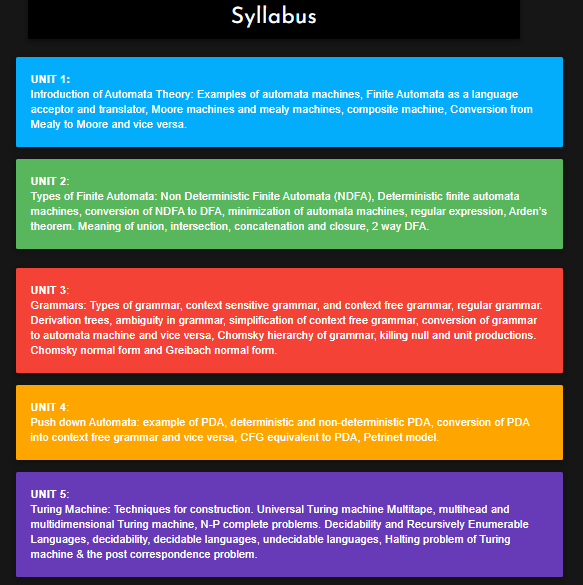 Syllabus
UNIT 1:
Introduction of Automata Theory: Examples of automata machines, Finite Automata as a language
acceptor and translator, Moore machines and mealy machines, composite machine, Conversion from
Mealy to Moore and vice versa.
UNIT 2:
Types of Finite Automata: Non Deterministic Finite Automata (NDFA), Deterministic finite automata
machines, conversion of NDFA to DFA, minimization of automata machines, regular expression, Arden's
theorem. Meaning of union, intersection, concatenation and closure, 2 way DFA.
UNIT 3:
Grammars: Types of grammar, context sensitive grammar, and context free grammar, regular grammar.
Derivation trees, ambiguity in grammar, simplification of context free grammar, conversion of grammar
to automata machine and vice versa, Chomsky hierarchy of grammar, killing null and unit productions.
Chomsky normal form and Greibach normal form.
UNIT 4:
Push down Automata: example of PDA, deterministic and non-deterministic PDA, conversion of PDA
into context free grammar and vice versa, CFG equivalent to PDA, Petrinet model.
UNIT 5:
Turing Machine: Techniques for construction. Universal Turing machine Multitape, multihead and
multidimensional Turing machine, N-P complete problems. Decidability and Recursively Enumerable
Languages, decidability, decidable languages, undecidable languages, Halting problem of Turing
machine & the post correspondence problem.